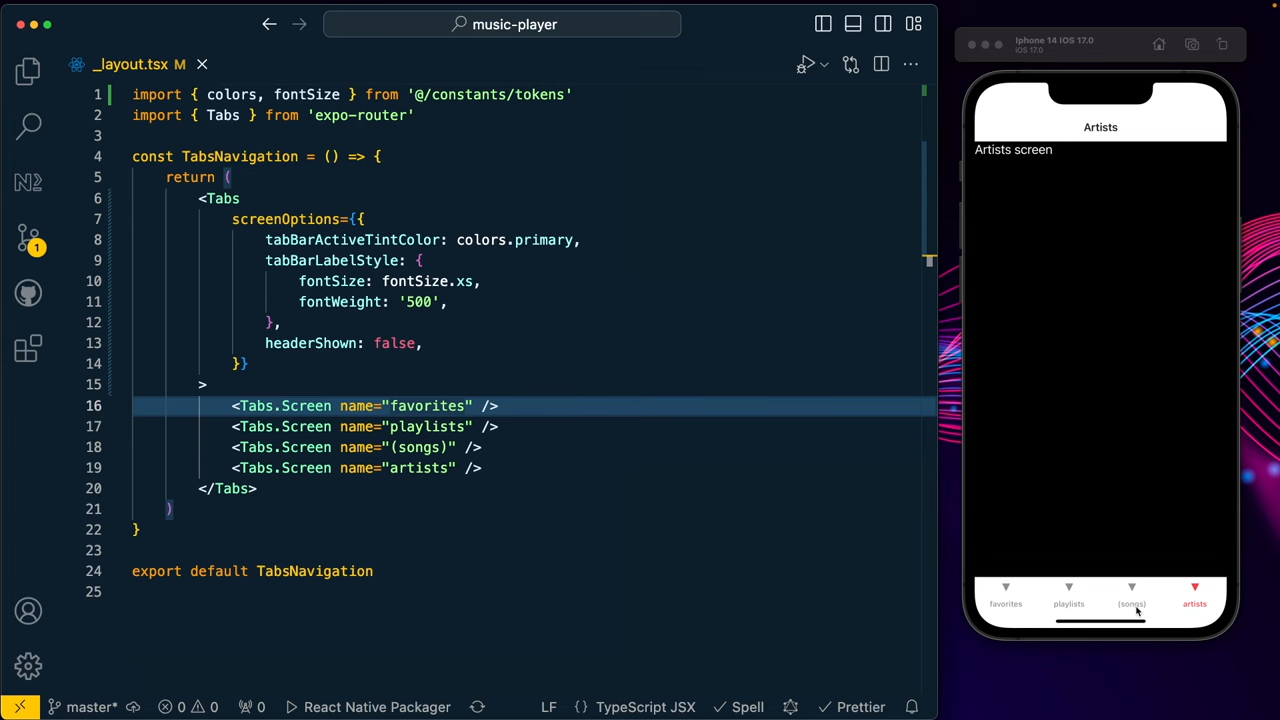 music-player
_layout.tsx M
1 import { colors, fontSize } from '@/constants/tokens'
2 import { Tabs } from 'expo-router'
3
4 const TabsNavigation = () => {
5 return (
6 <Tabs
7 screenOptions={{
8 tabBarActiveTintColor: colors.primary,
9 tabBarLabelStyle: {
10 fontSize: fontSize.xs,
11 fontWeight: '500',
12 },
13 headerShown: false,
14 }}
15 >
16 <Tabs.Screen name="favorites" />
17 <Tabs.Screen name="playlists" />
18 <Tabs.Screen name="(songs)" />
19 <Tabs.Screen name="artists" />
20 </Tabs>
21 )
22 }
23
24 export default TabsNavigation
25
1
master* 0 0 0 React Native Packager LF {} TypeScript JSX Spell Prettier
Iphone 14 IOS 17.0
iOS 17.0
Artists
Artists screen
favorites playlists (songs) artists